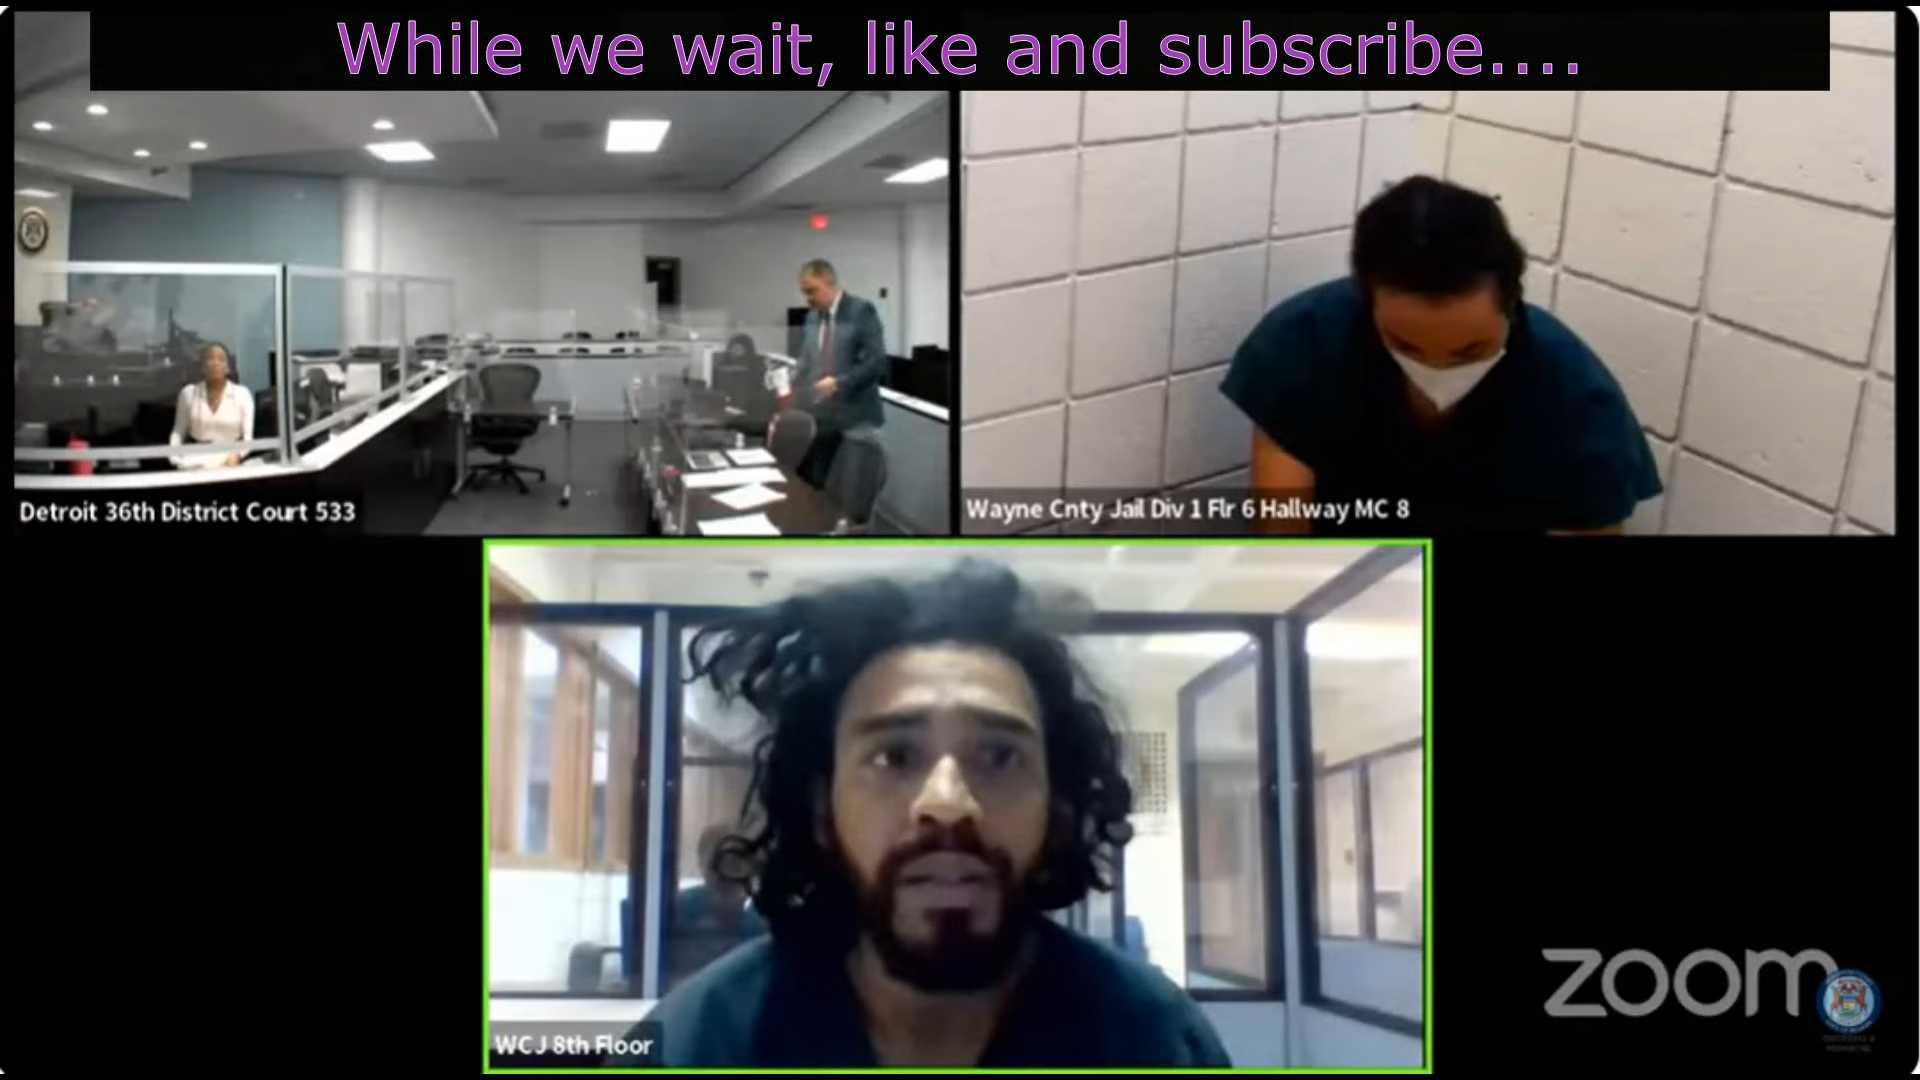 While we wait, like and subscribe....
Detroit 36th District Court 533
Wayne Cnty Jail Div 1 Flr 6 Hallway MC 8
WCJ 8th Floor
zoom